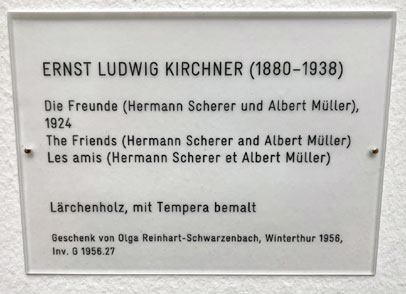 ERNST LUDWIG KIRCHNER (1880–1938)
Die Freunde (Hermann Scherer und Albert Müller),
1924
The Friends (Hermann Scherer and Albert Müller)
Les amis (Hermann Scherer et Albert Müller)
Lärchenholz, mit Tempera bemalt
Geschenk von Olga Reinhart-Schwarzenbach, Winterthur 1956,
Inv. G 1956.27